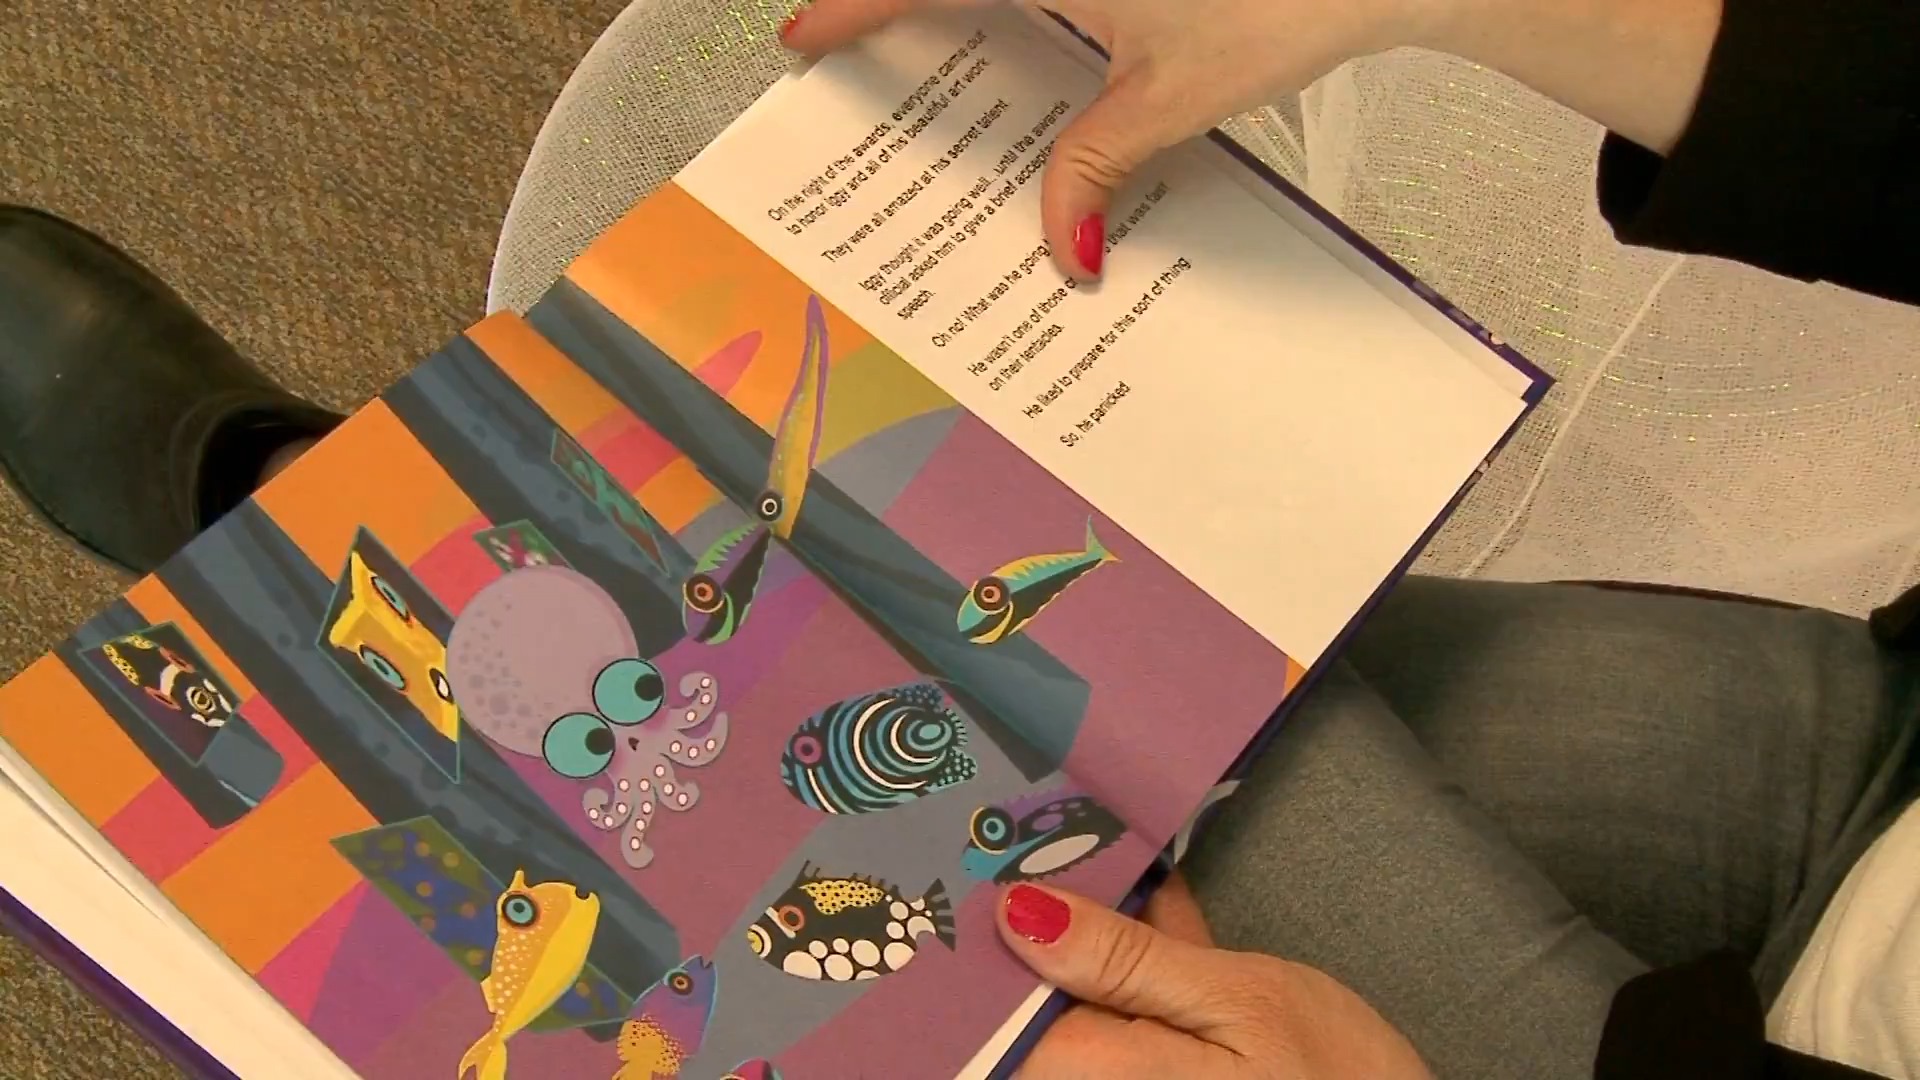 On the night of the awards, everyone came out
to honor Iggy and all of his beautiful art work.
They were all amazed at his secret talent.
Iggy thought it was going well...until the awards
official asked him to give a brief
speech.
Oh no! What was he going
He wasn't one of those that was fast
on their tentacles.
He liked to prepare for this sort of thing.
So, he panicked.